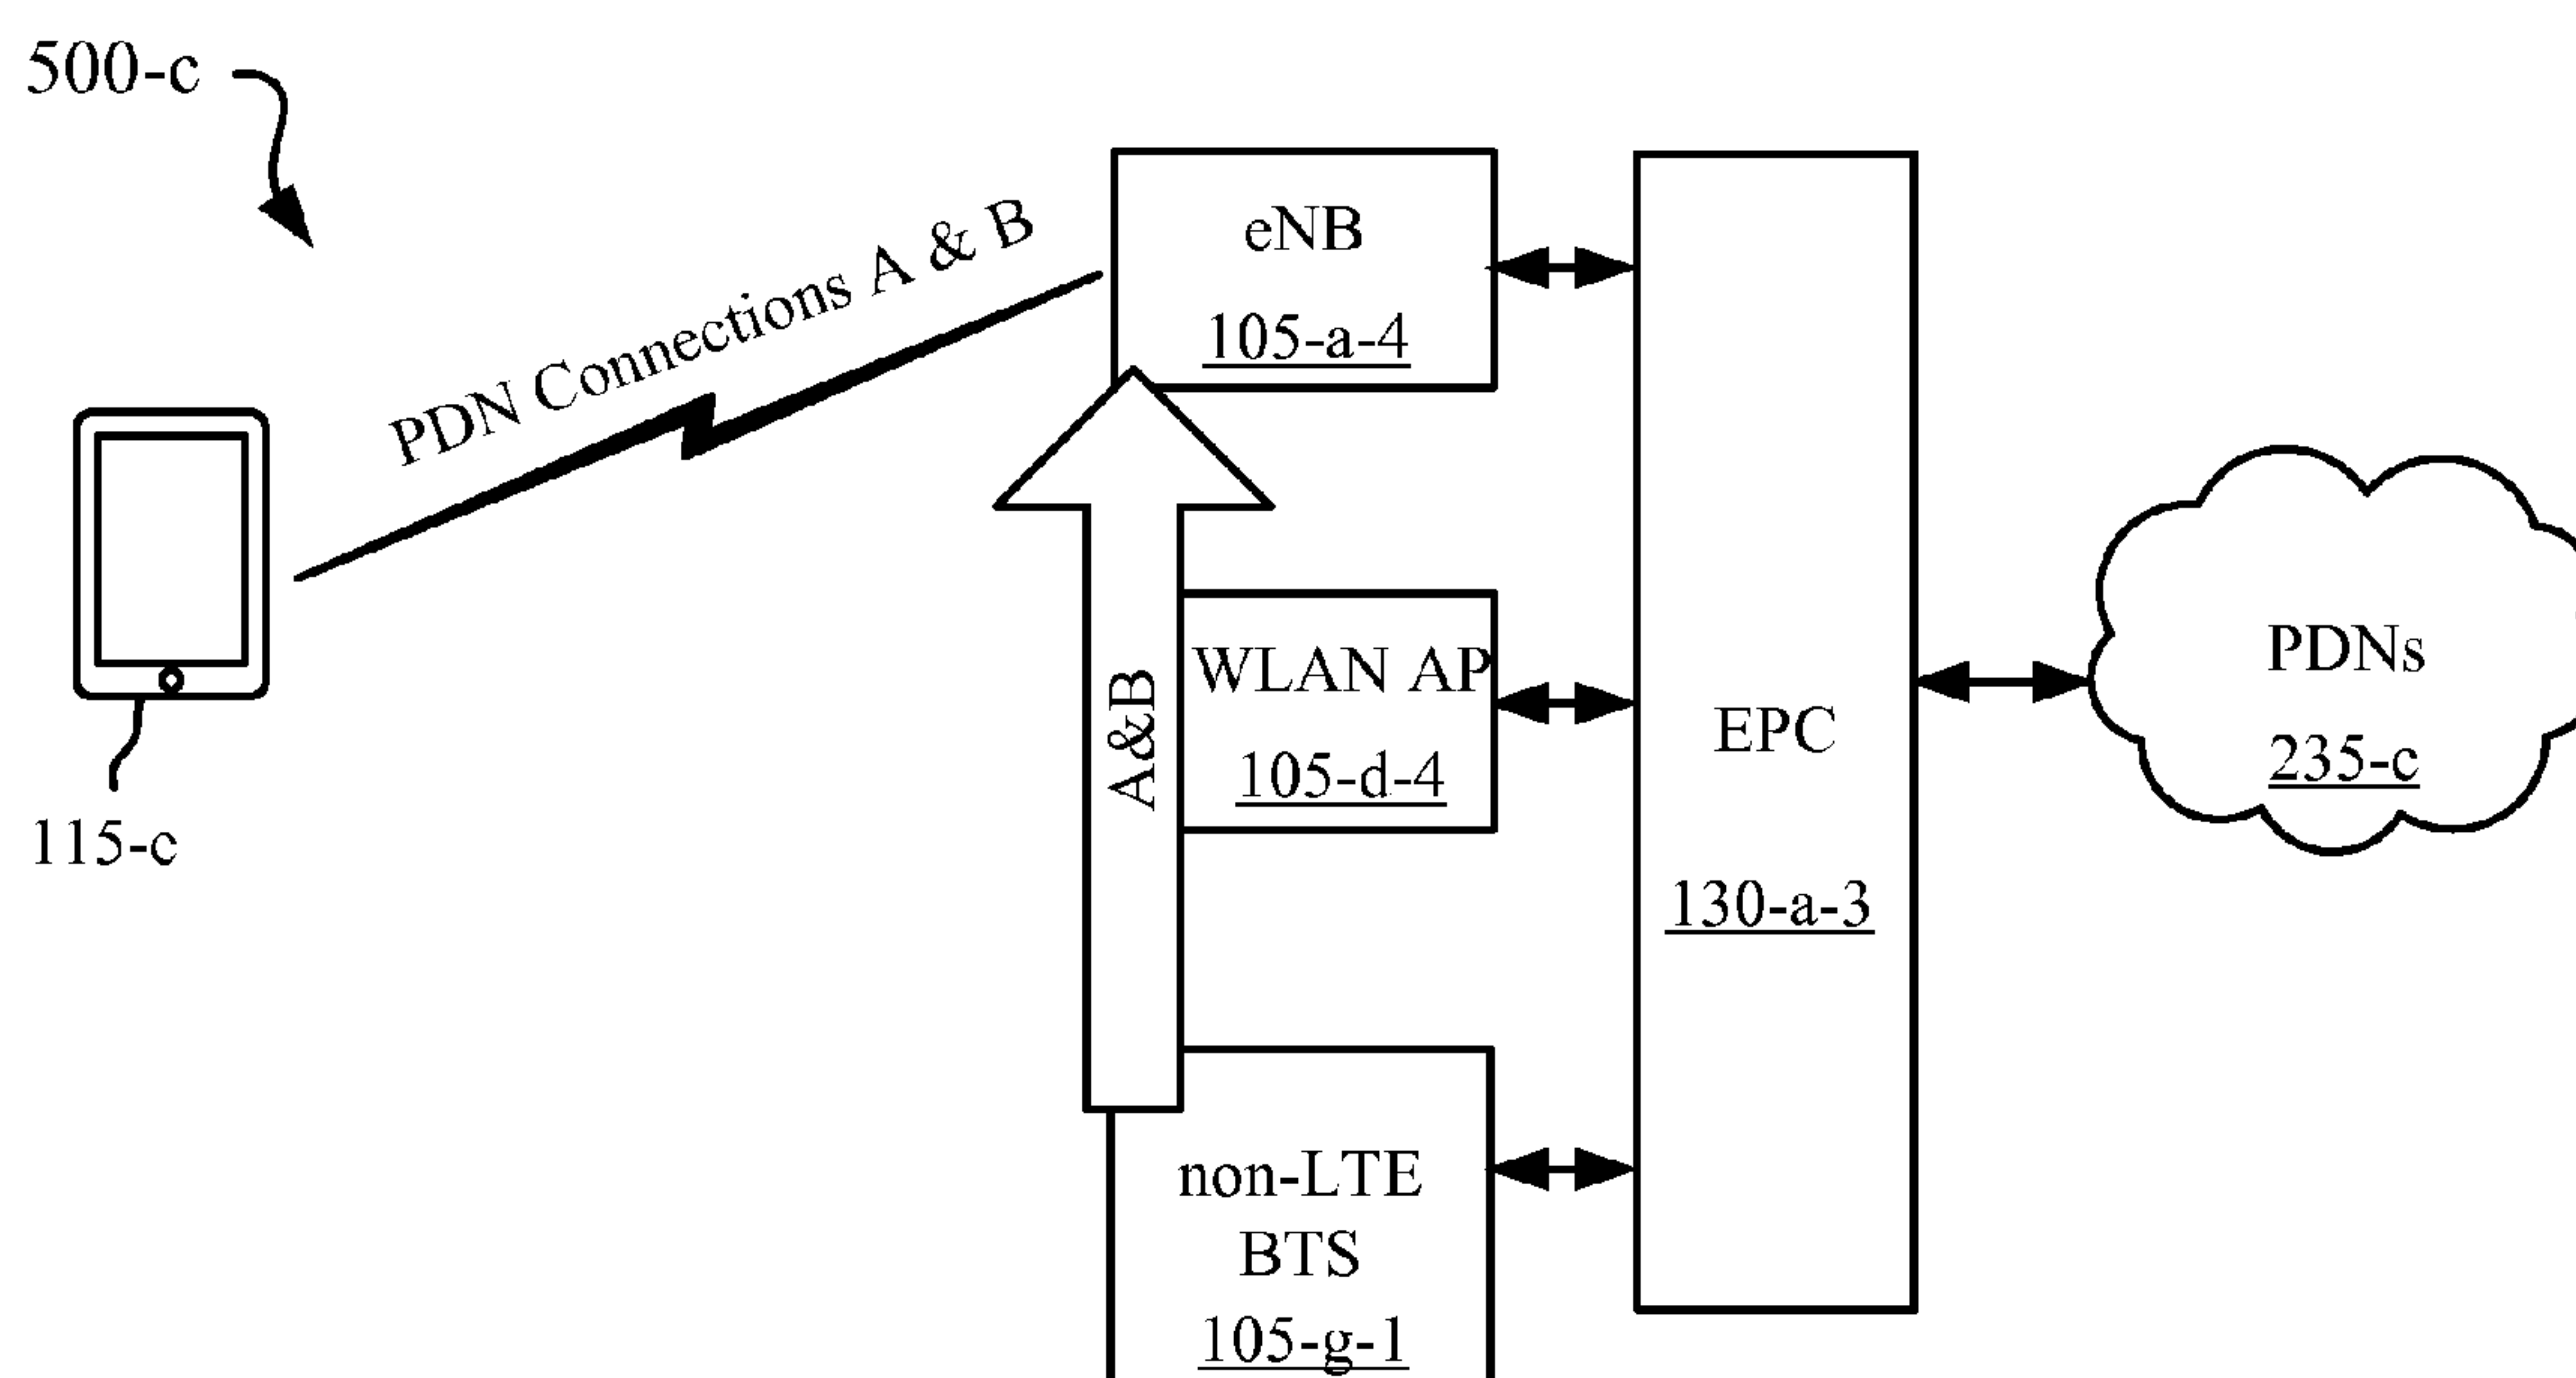 500-c
PDN Connections A & B
eNB
105-a-4
115-c
A&B
WLAN AP
105-d-4
EPC
130-a-3
PDNs
235-c
non-LTE
BTS
105-g-1